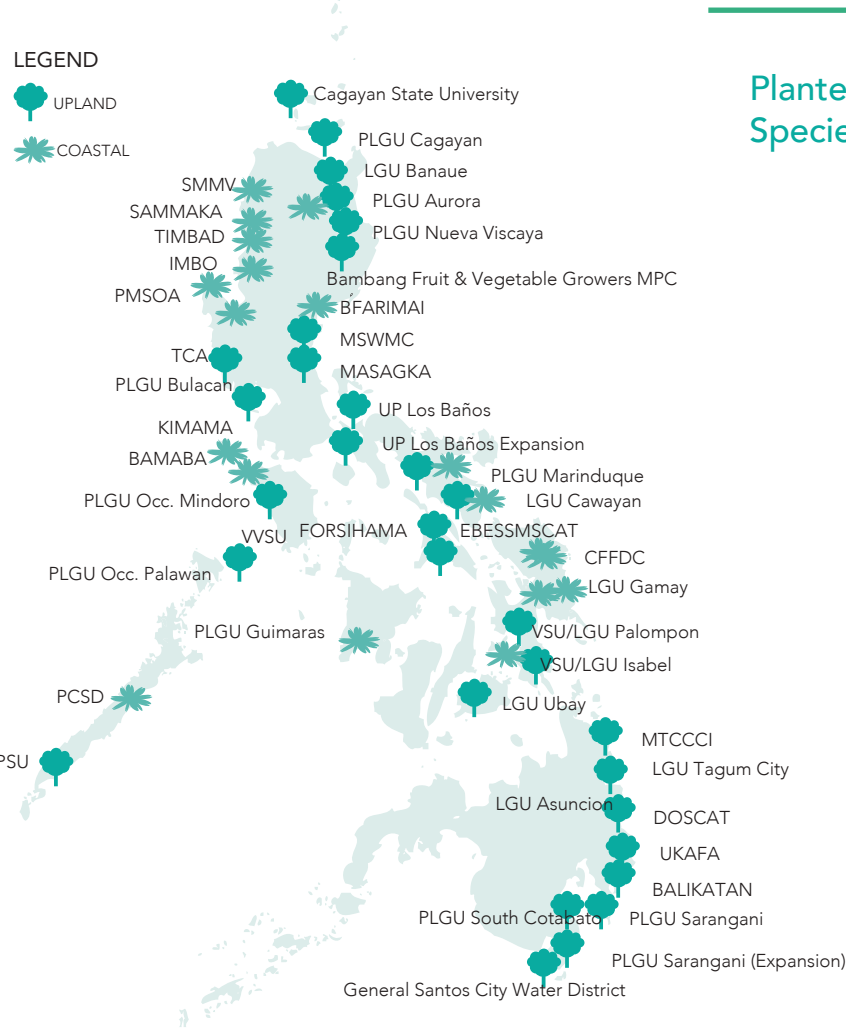 LEGEND
UPLAND
COASTAL
Plante
Specie
Cagayan State University
PLGU Cagayan
LGU Banaue
SMMV
PLGU Aurora
SAMMAKA
PLGU Nueva Viscaya
TIMBAD
IMBO
Bambang Fruit & Vegetable Growers MPC
PMSOA
BFARIMAI
MSWMC
TCA
MASAGKA
PLGU Bulacan
UP Los Baños
KIMAMA
UP Los Baños Expansion
BAMABA
PLGU Marinduque
PLGU Occ. Mindoro
LGU Cawayan
FORSIHAMA
EBESSMSCAT
VVSU
CFFDC
PLGU Occ. Palawan
LGU Gamay
PLGU Guimaras
VSU/LGU Palompon
VSU/LGU Isabel
PCSD
LGU Ubay
MTCCCI
PSU
LGU Tagum City
LGU Asuncion
DOSCAT
UKAFA
BALIKATAN
PLGU South Cotabato
PLGU Sarangani
PLGU Sarangani (Expansion)
General Santos City Water District